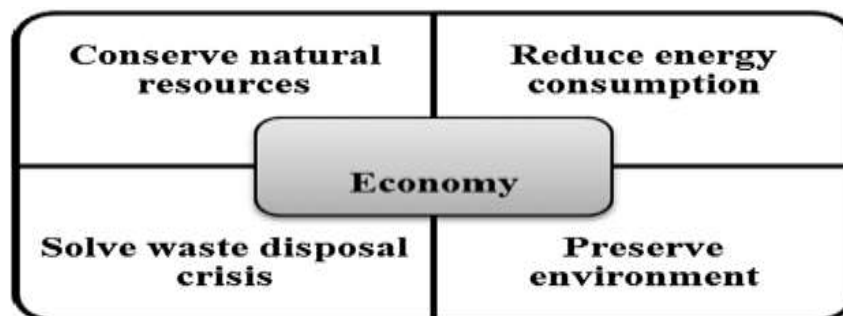 Conserve natural
resources
Reduce energy
consumption
Economy
Solve waste disposal
crisis
Preserve
environment